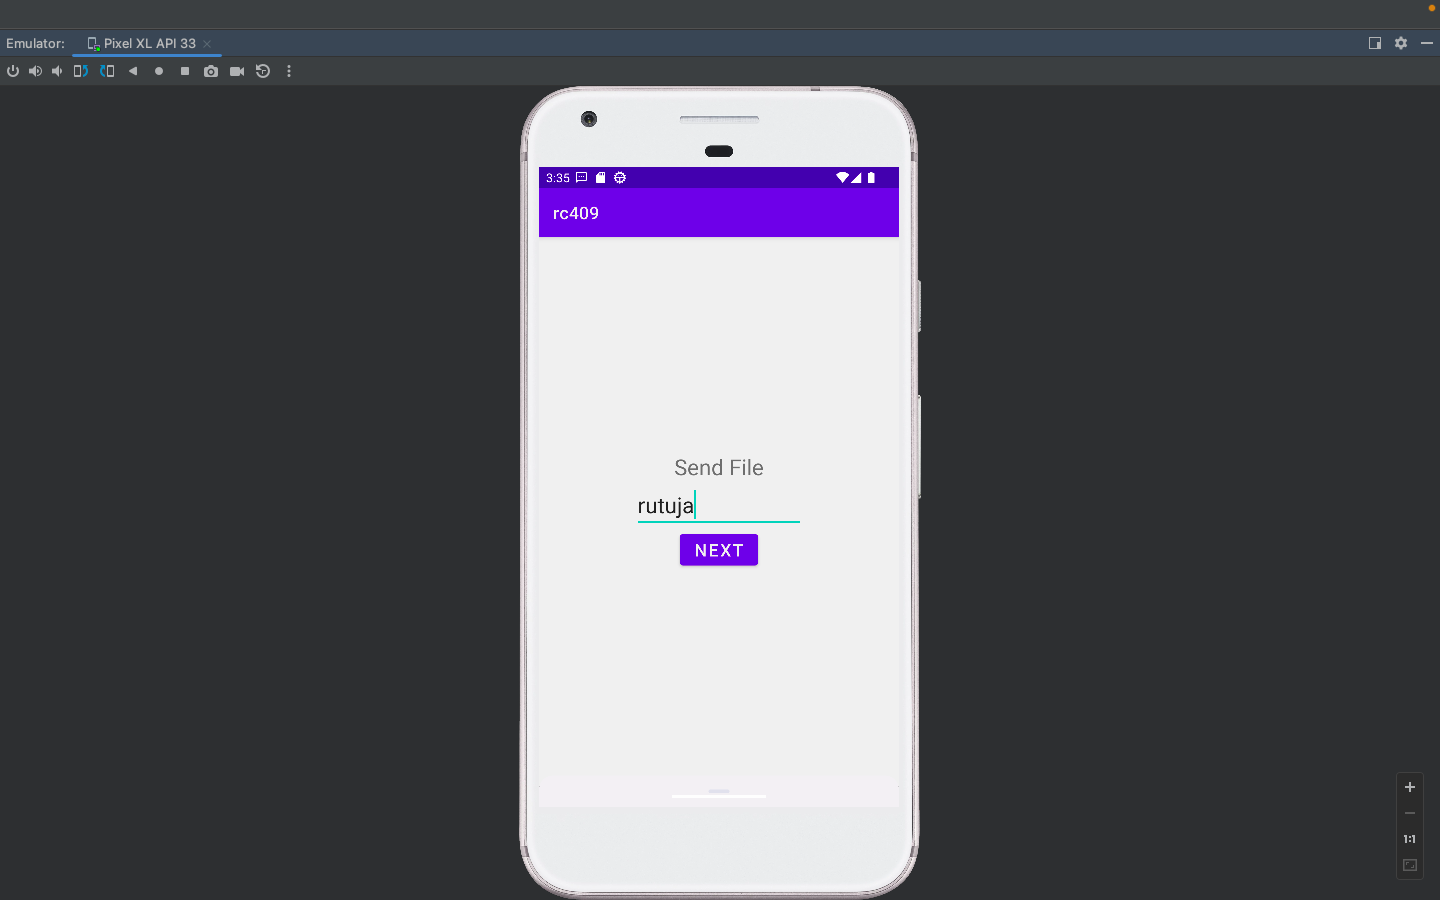 Emulator: Pixel XL API 33
3:35
rc409
Send File
rutuja
NEXT
1:1